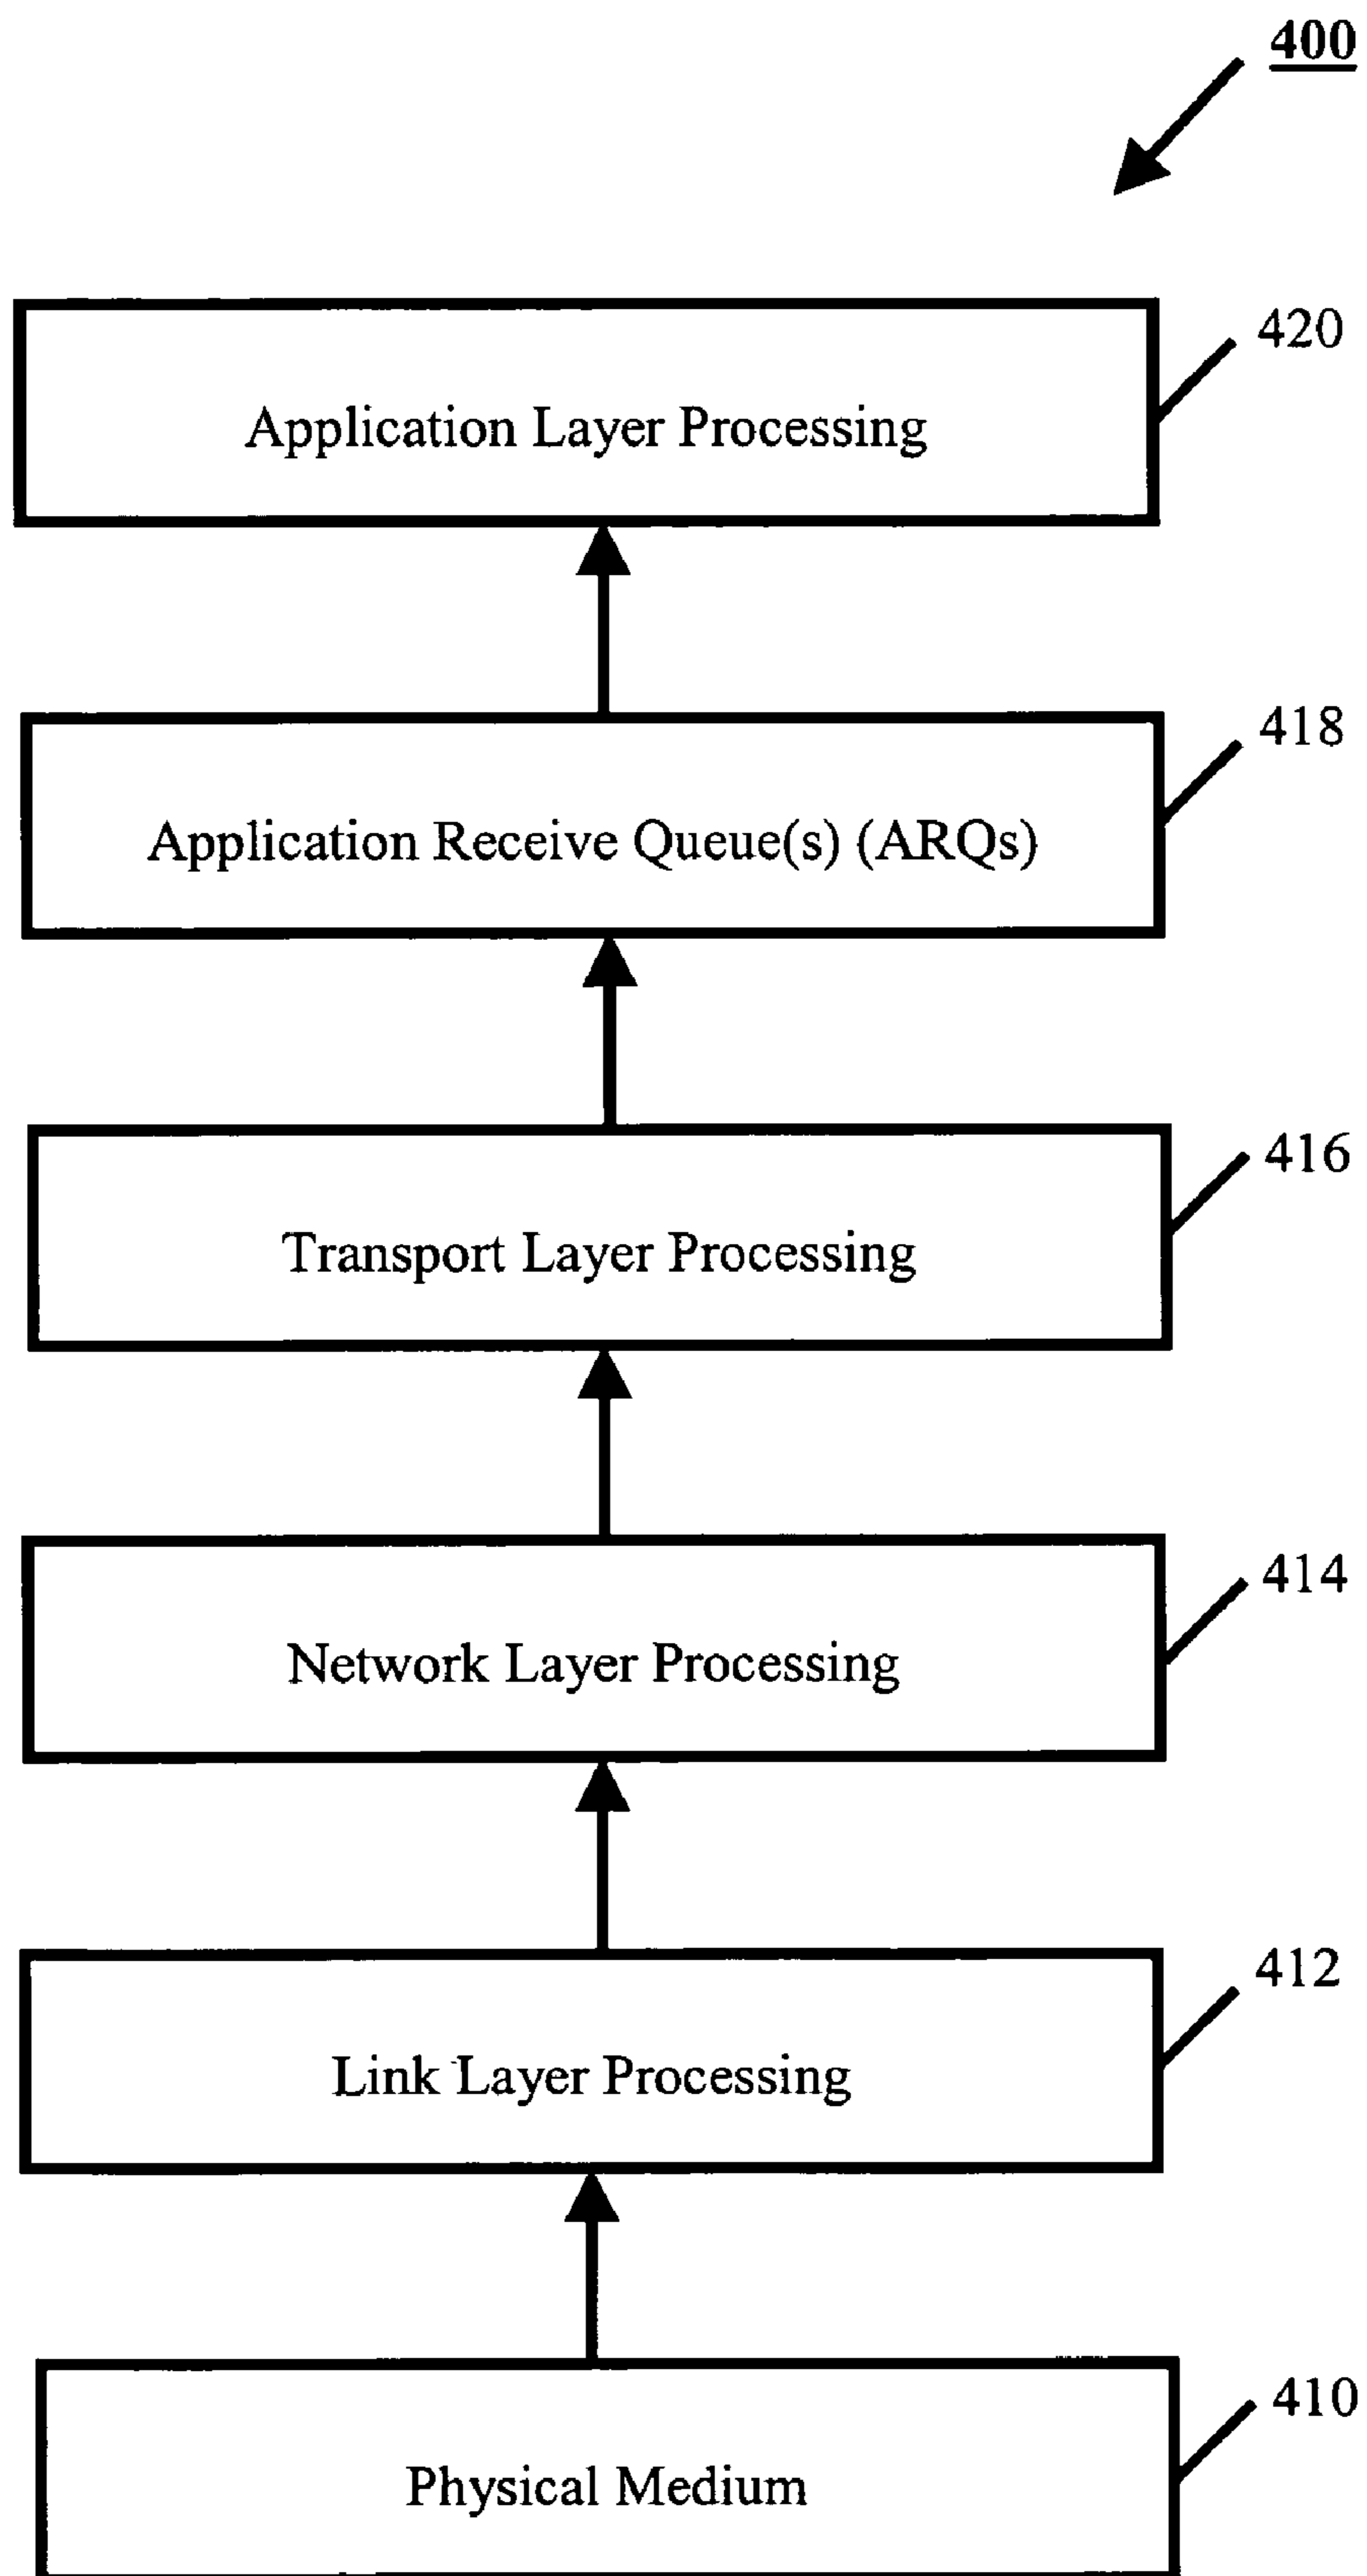 400
420
Application Layer Processing
418
Application Receive Queue(s) (ARQs)
416
Transport Layer Processing
414
Network Layer Processing
412
Link Layer Processing
410
Physical Medium